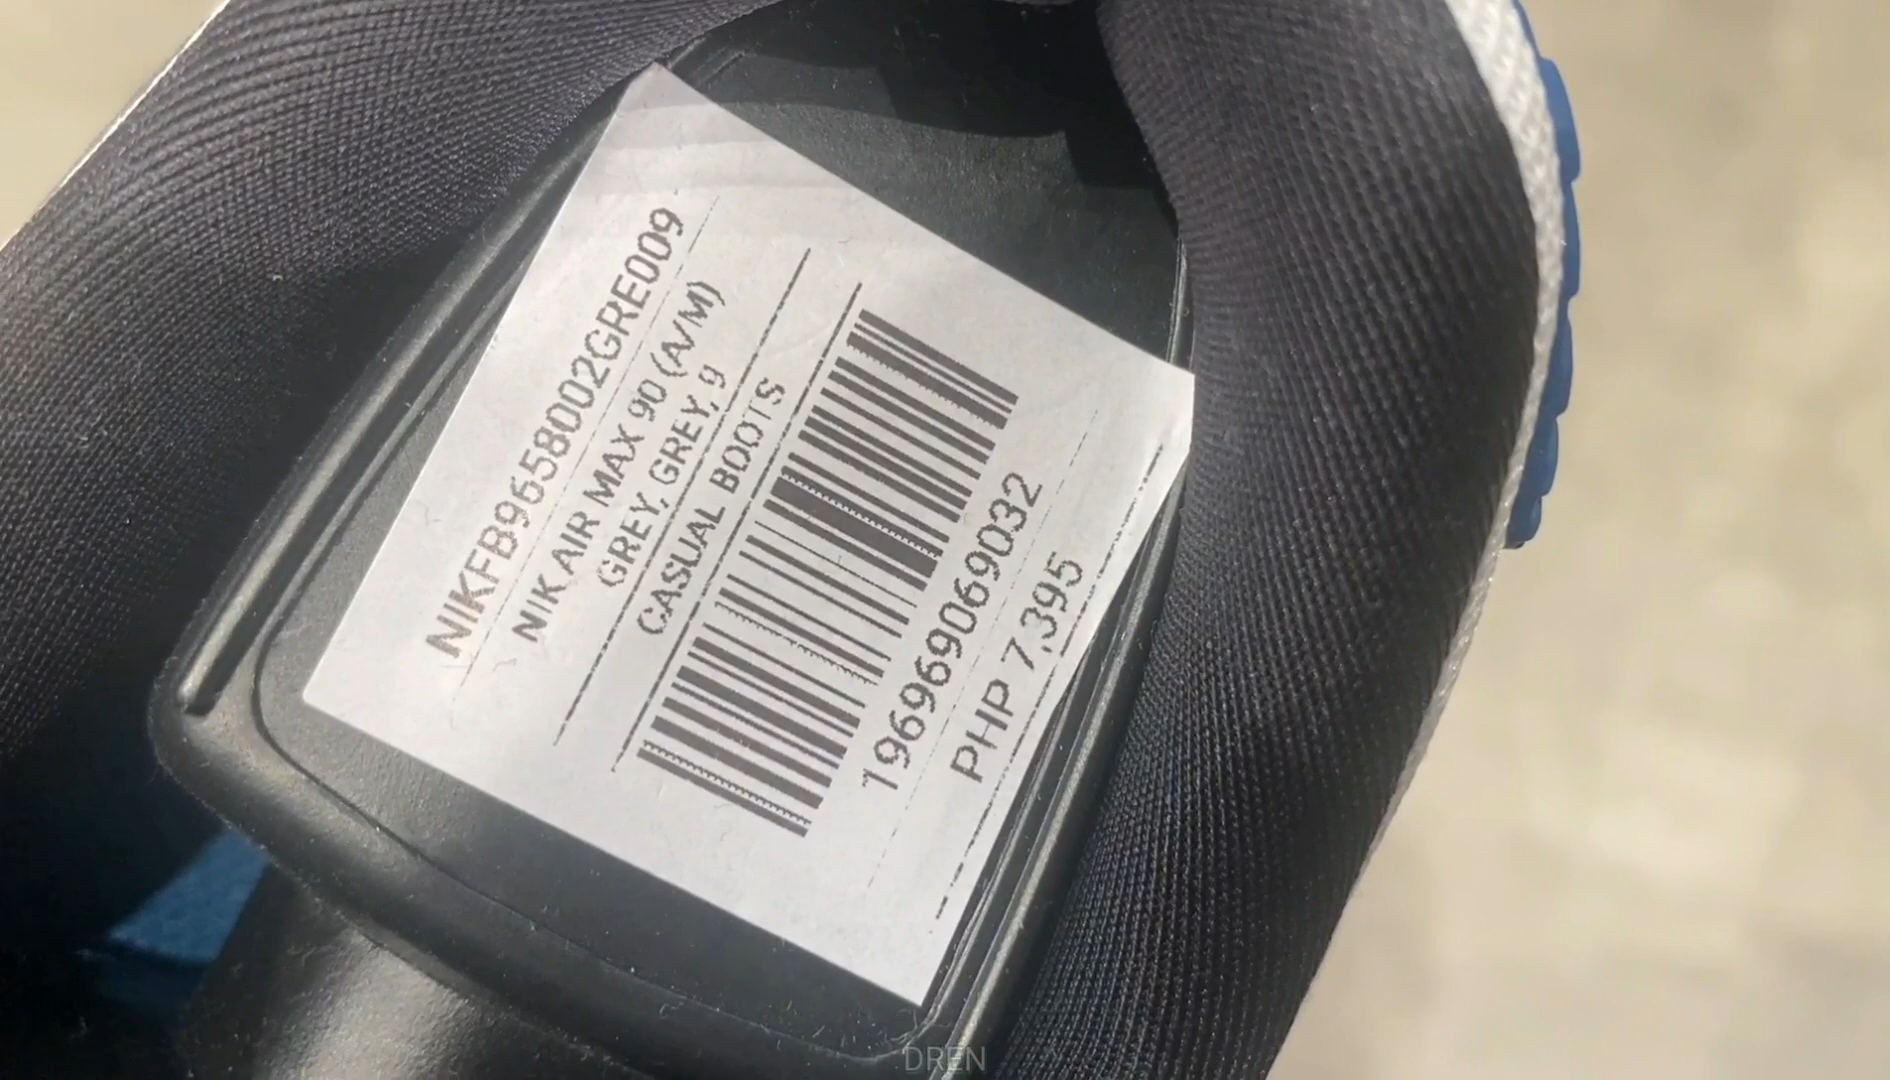 NIKFB9658002GRE009
NIK AIR MAX 90 (A/M)
GREY, GREY, 9
CASUAL BOOTS
196969069032
PHP 7,395
DREN